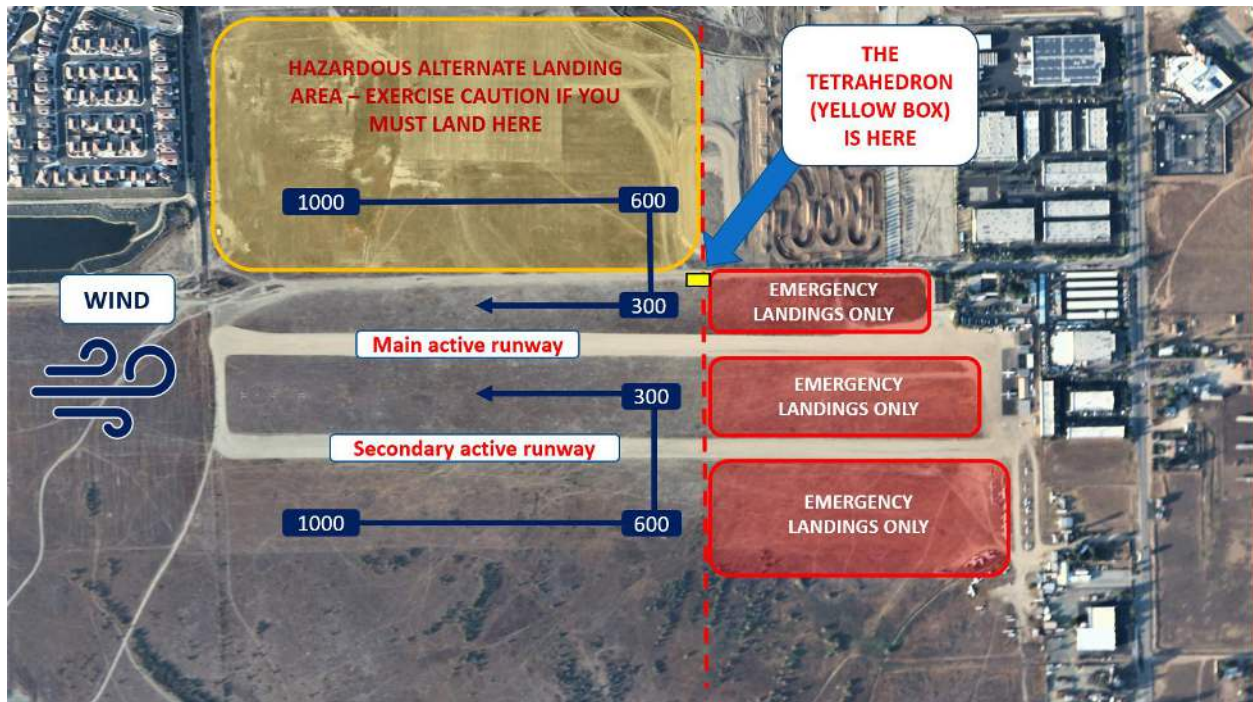 HAZARDOUS ALTERNATE LANDING
AREA – EXERCISE CAUTION IF YOU
MUST LAND HERE
THE
TETRAHEDRON
(YELLOW BOX)
IS HERE
1000
600
WIND
300
EMERGENCY
LANDINGS ONLY
Main active runway
300
EMERGENCY
LANDINGS ONLY
Secondary active runway
1000
600
EMERGENCY
LANDINGS ONLY